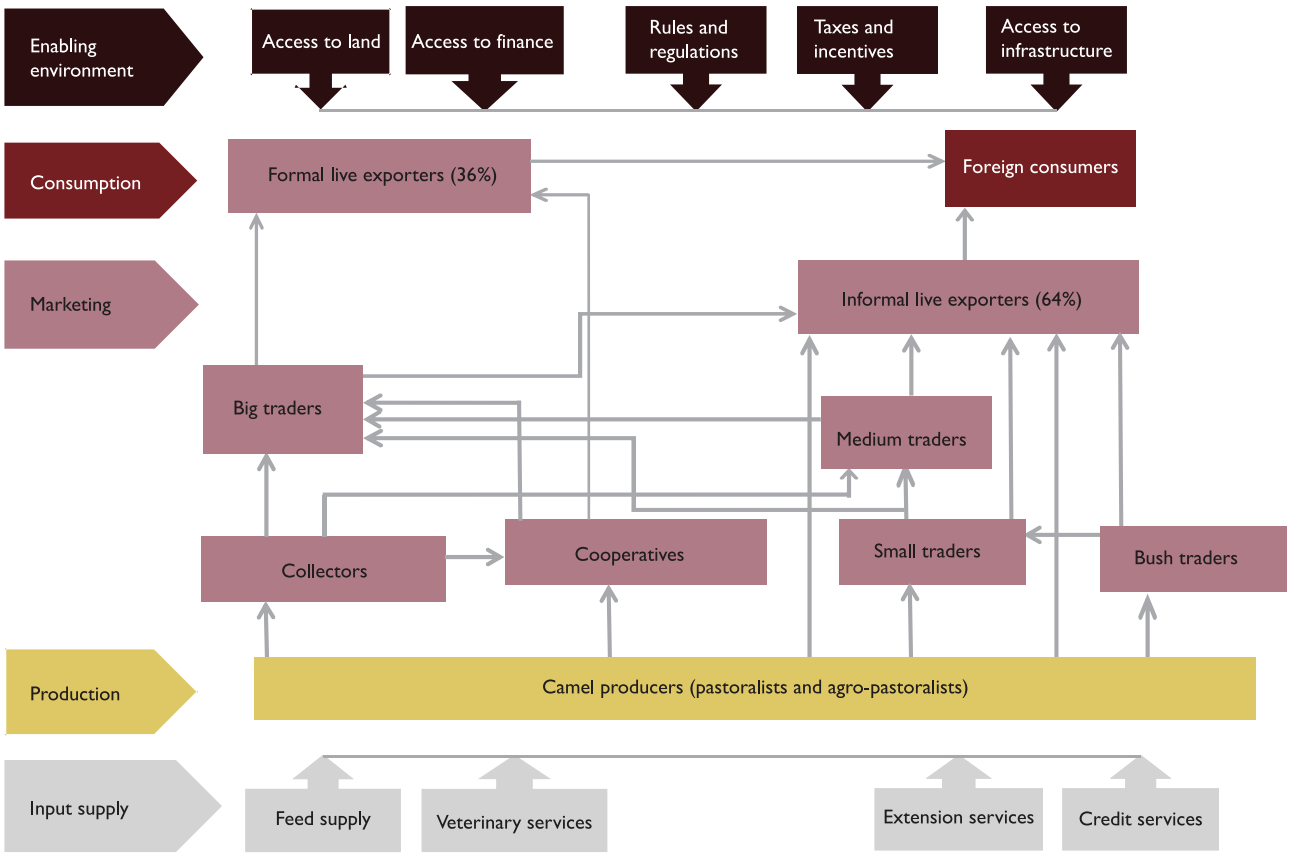 Enabling
environment
Access to land
Access to finance
Rules and
regulations
Taxes and
incentives
Access to
infrastructure
Consumption
Formal live exporters (36%)
Foreign consumers
Marketing
Informal live exporters (64%)
Big traders
Medium traders
Collectors
Cooperatives
Small traders
Bush traders
Production
Camel producers (pastoralists and agro-pastoralists)
Input supply
Feed supply
Veterinary services
Extension services
Credit services